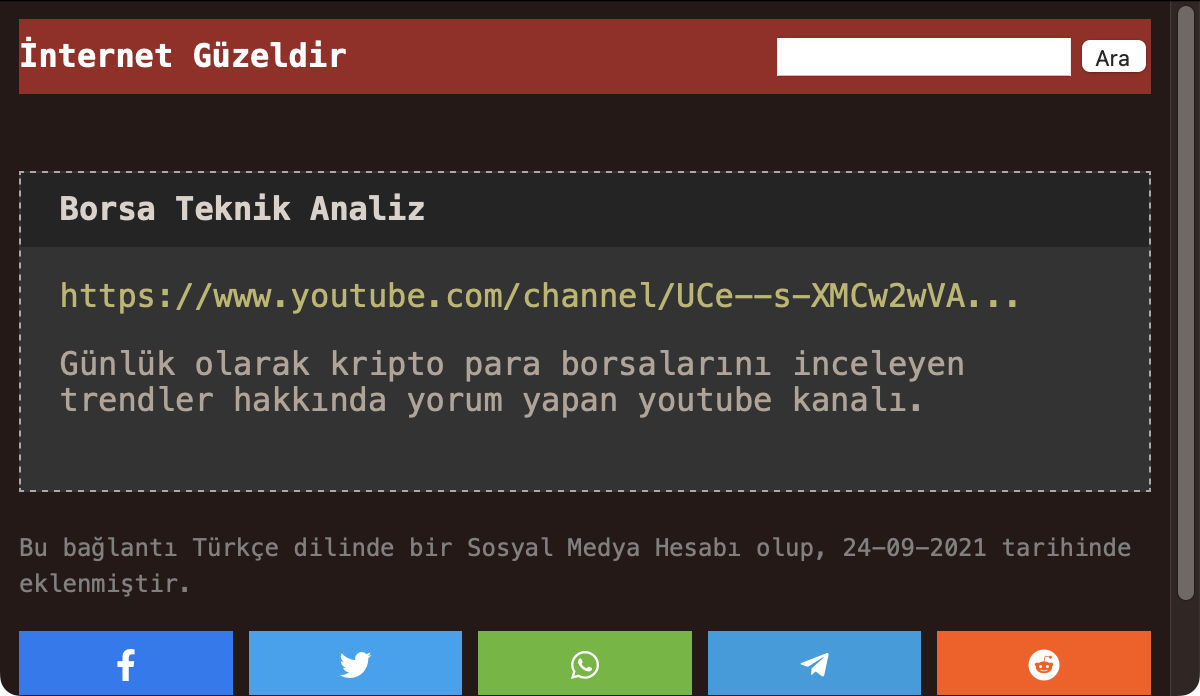 İnternet Güzeldir
Ara
Borsa Teknik Analiz
https://www.youtube.com/channel/UCe--s-XMCw2wVA...
Günlük olarak kripto para borsalarını inceleyen
trendler hakkında yorum yapan youtube kanalı.
Bu bağlantı Türkçe dilinde bir Sosyal Medya Hesabı olup, 24-09-2021 tarihinde
eklenmiştir.